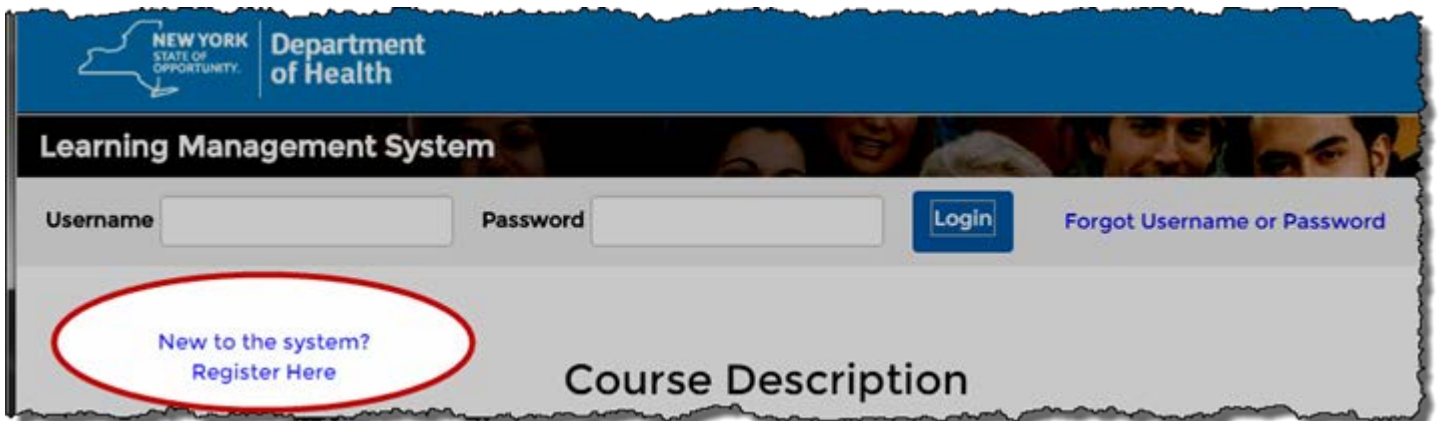 NEW YORK
STATE OF
OPPORTUNITY.
Department
of Health
Learning Management System
Username
Password
Login
Forgot Username or Password
New to the system?
Register Here
Course Description